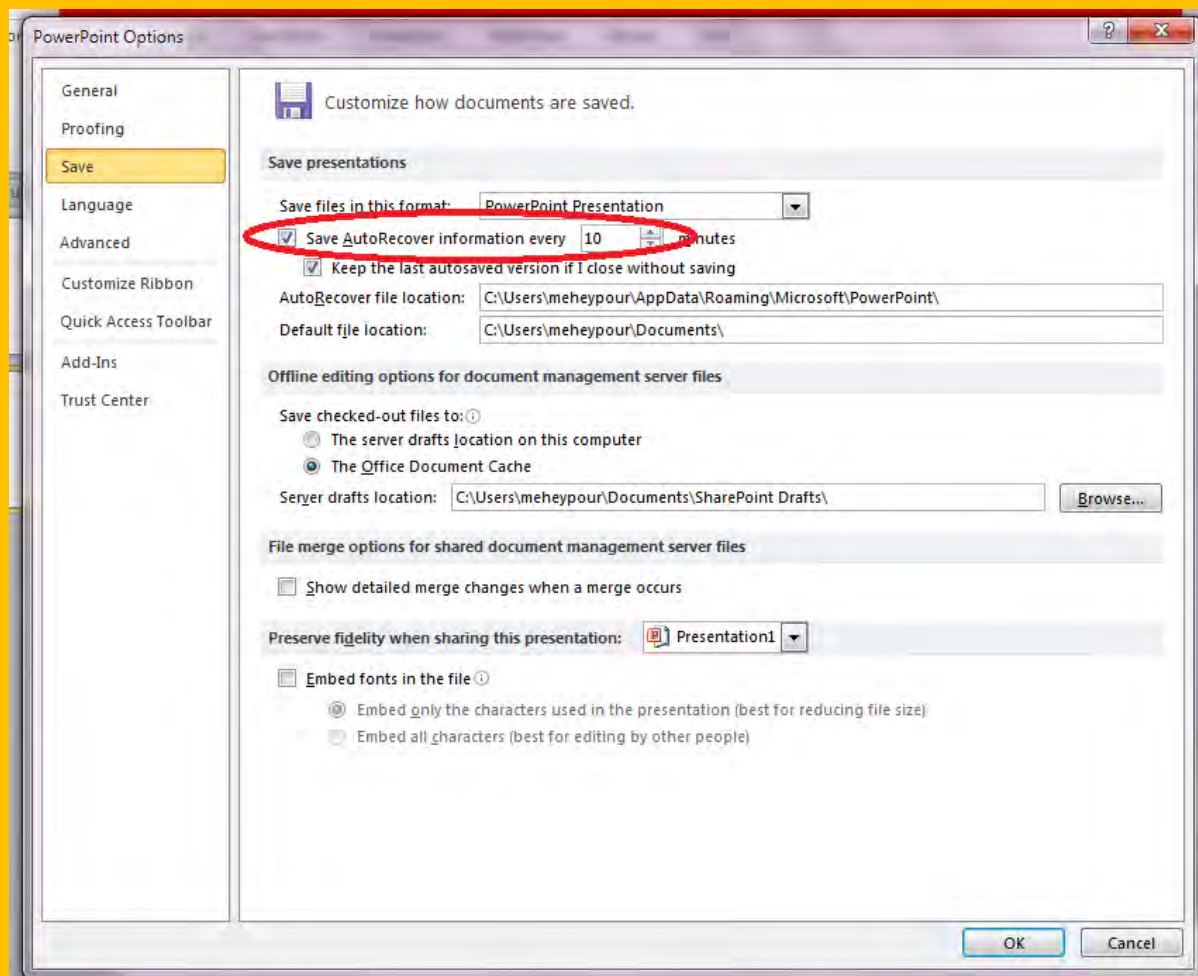 PowerPoint Options
General
Proofing
Save
Language
Advanced
Customize Ribbon
Quick Access Toolbar
Add-Ins
Trust Center
Customize how documents are saved.
Save presentations
Save files in this format: PowerPoint Presentation
Save AutoRecover information every 10 minutes
Keep the last autosaved version if I close without saving
AutoRecover file location: C:\Users\meheypour\AppData\Roaming\Microsoft\PowerPoint\
Default file location: C:\Users\meheypour\Documents\
Offline editing options for document management server files
Save checked-out files to:
The server drafts location on this computer
The Office Document Cache
Server drafts location: C:\Users\meheypour\Documents\SharePoint Drafts\ Browse...
File merge options for shared document management server files
Show detailed merge changes when a merge occurs
Preserve fidelity when sharing this presentation: Presentation1
Embed fonts in the file
Embed only the characters used in the presentation (best for reducing file size)
Embed all characters (best for editing by other people)
OK Cancel